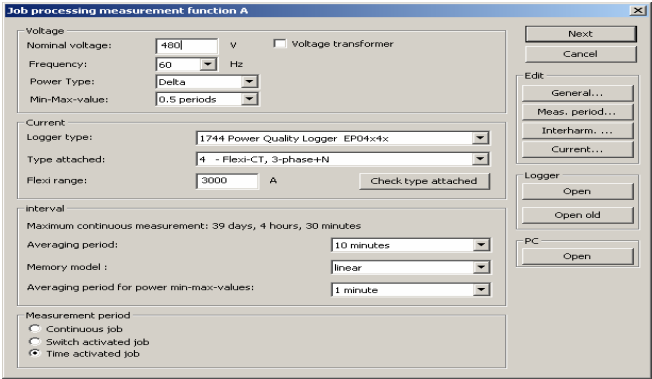 Job processing measurement function A
Voltage
Nominal voltage: 480 V Voltage transformer
Frequency: 60 Hz
Power Type: Delta
Min-Max-value: 0.5 periods
Current
Logger type: 1744 Power Quality Logger EP04x4x
Type attached: 4 - Flexi-CT, 3-phase+N
Flexi range: 3000 A Check type attached
interval
Maximum continuous measurement: 39 days, 4 hours, 30 minutes
Averaging period: 10 minutes
Memory model : linear
Averaging period for power min-max-values: 1 minute
Measurement period
Continuous job
Switch activated job
Time activated job
Next
Cancel
Edit
General...
Meas. period...
Interharm. ...
Current...
Logger
Open
Open old
PC
Open